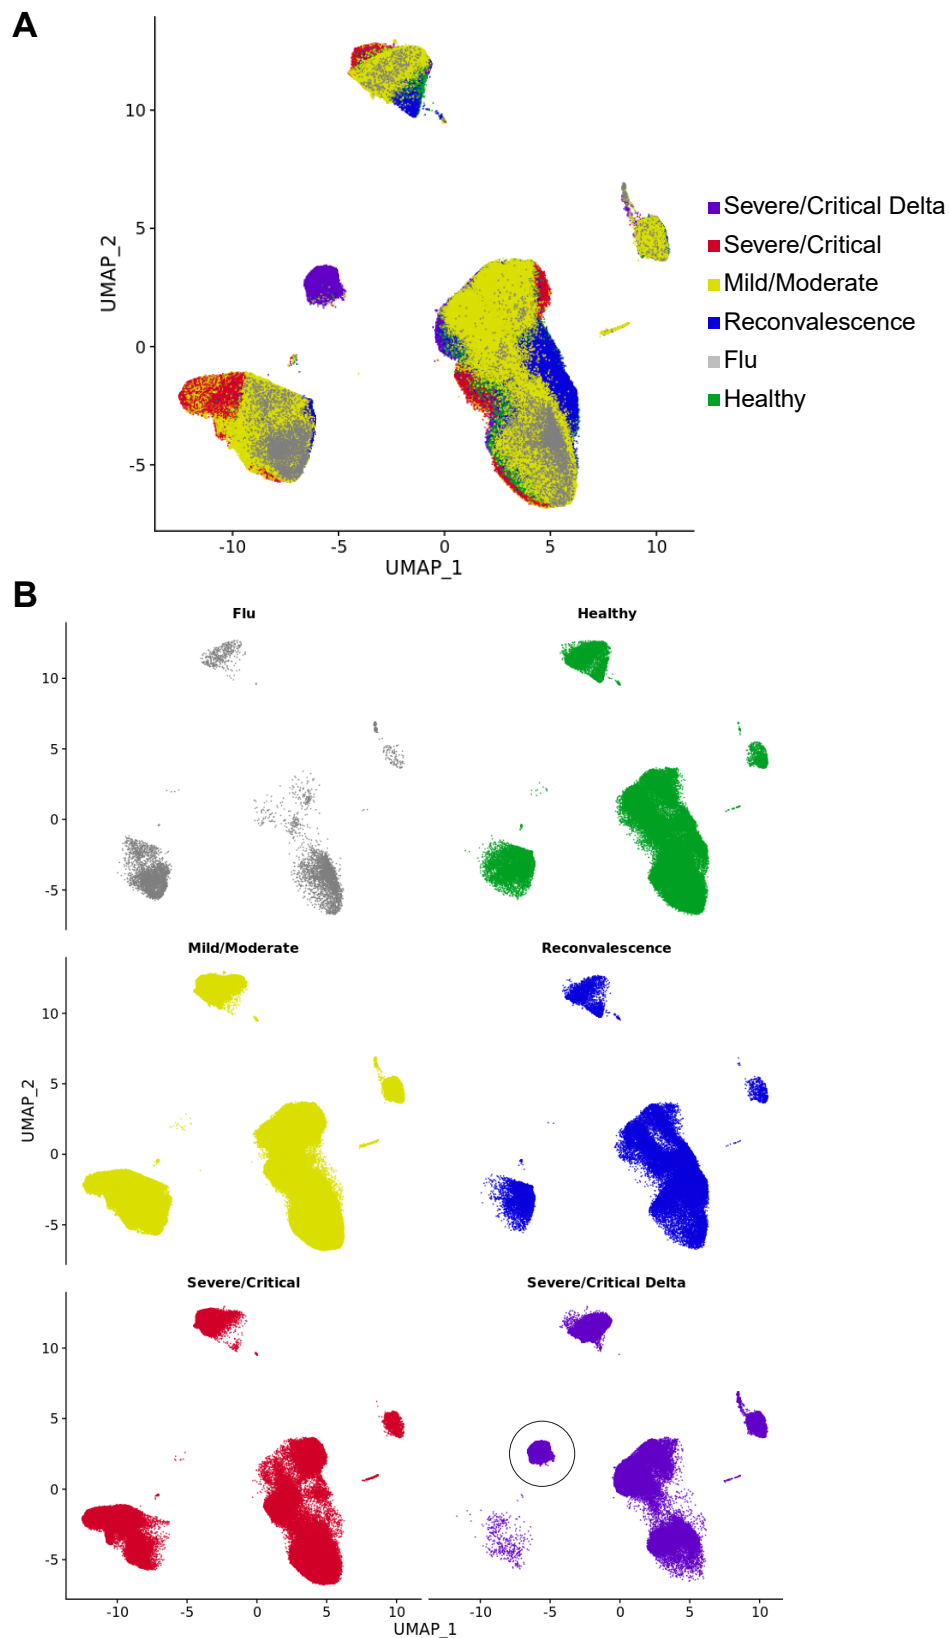 A
10
5
0
-5
UMAP_2
-10 -5 0 5 10
UMAP_1
Severe/Critical Delta
Severe/Critical
Mild/Moderate
Reconvalescence
Flu
Healthy
B
Flu Healthy
10
5
0
-5
Mild/Moderate Reconvalescence
10
5
0
-5
UMAP_2
Severe/Critical Severe/Critical Delta
10
5
0
-5
-10 -5 0 5 10 -10 -5 0 5 10
UMAP_1